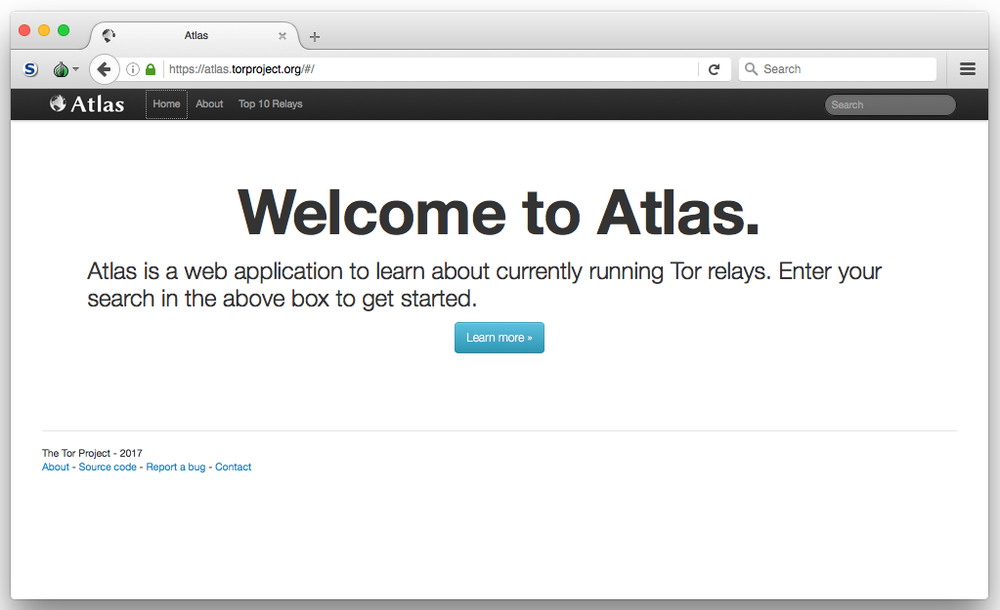 Atlas
https://atlas.torproject.org/#/
Search
Atlas
Home
About
Top 10 Relays
Search
Welcome to Atlas.
Atlas is a web application to learn about currently running Tor relays. Enter your
search in the above box to get started.
Learn more »
The Tor Project - 2017
About - Source code - Report a bug - Contact